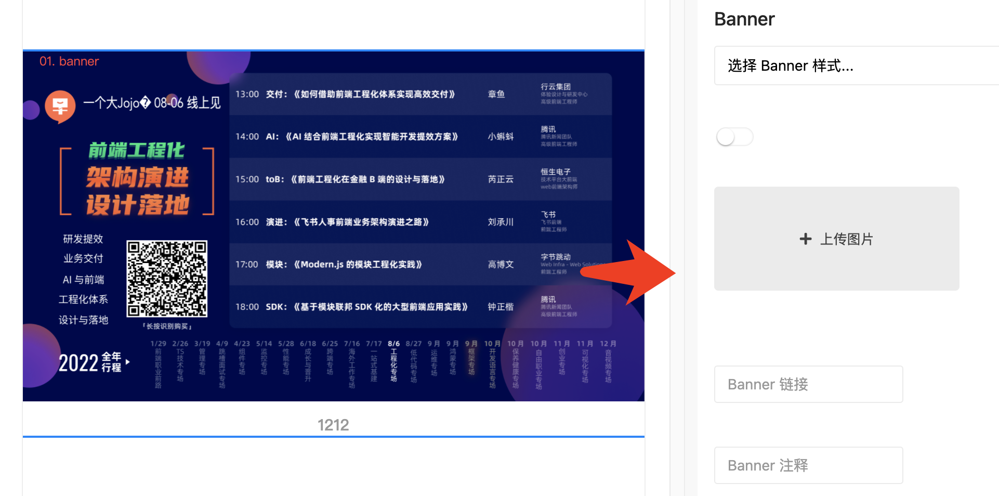 01. banner
一个大Jojo� 08-06 线上见
前端工程化
架构演进
设计落地
研发提效
业务交付
AI 与前端
工程化体系
设计与落地
「长按识别购买」
13:00 交付：《如何借助前端工程化体系实现高效交付》 章鱼 行云集团
体验设计与研发中心
高级前端工程师
14:00 AI：《AI 结合前端工程化实现智能开发提效方案》 小蝌蚪 腾讯
腾讯新闻团队
高级前端工程师
15:00 toB：《前端工程化在金融 B 端的设计与落地》 芮正云 恒生电子
技术平台大前端
web前端架构师
16:00 演进：《飞书人事前端业务架构演进之路》 刘承川 飞书
飞书前端
前端工程师
17:00 模块：《Modern.js 的模块工程化实践》 高博文 字节跳动
Web Infra - Web Solutions
前端工程师
18:00 SDK：《基于模块联邦 SDK 化的大型前端应用实践》 钟正楷 腾讯
腾讯新闻团队
高级前端工程师
2022 全年行程
1/29 前端职业前路
2/26 TS技术专场
3/19 管理专场
4/9 跳槽面试专场
4/23 组件专场
5/14 监控专场
5/28 性能专场
6/18 成长与晋升
6/25 跨端专场
7/16 海外工作专场
7/17 一站式基建
8/6 工程化专场
8/27 低代码专场
9 月 运维专场
9 月 鸿蒙专场
9 月 框架专场
10 月 开发语言专场
10 月 保养健康专场
10 月 自由职业专场
11 月 创业专场
11 月 可视化专场
12 月 音视频专场
1212
Banner
选择 Banner 样式...
上传图片
Banner 链接
Banner 注释